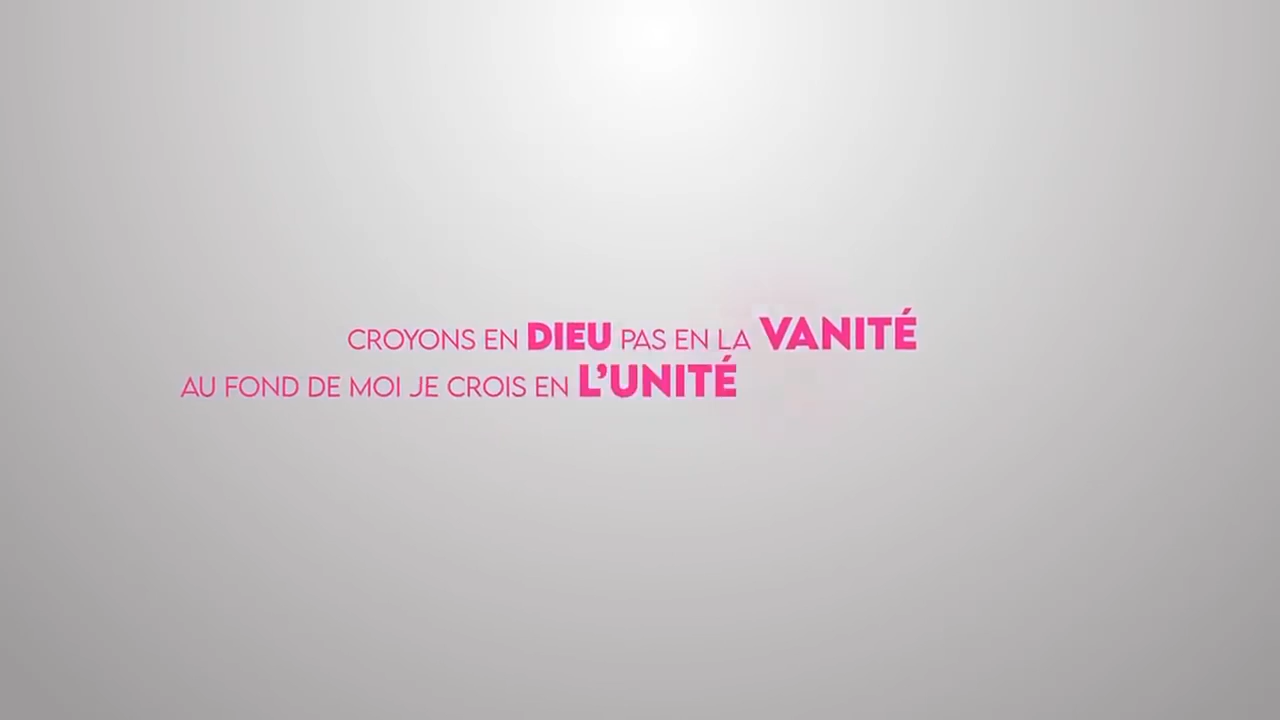 CROYONS EN DIEU PAS EN LA VANITÉ
AU FOND DE MOI JE CROIS EN L’UNITÉ